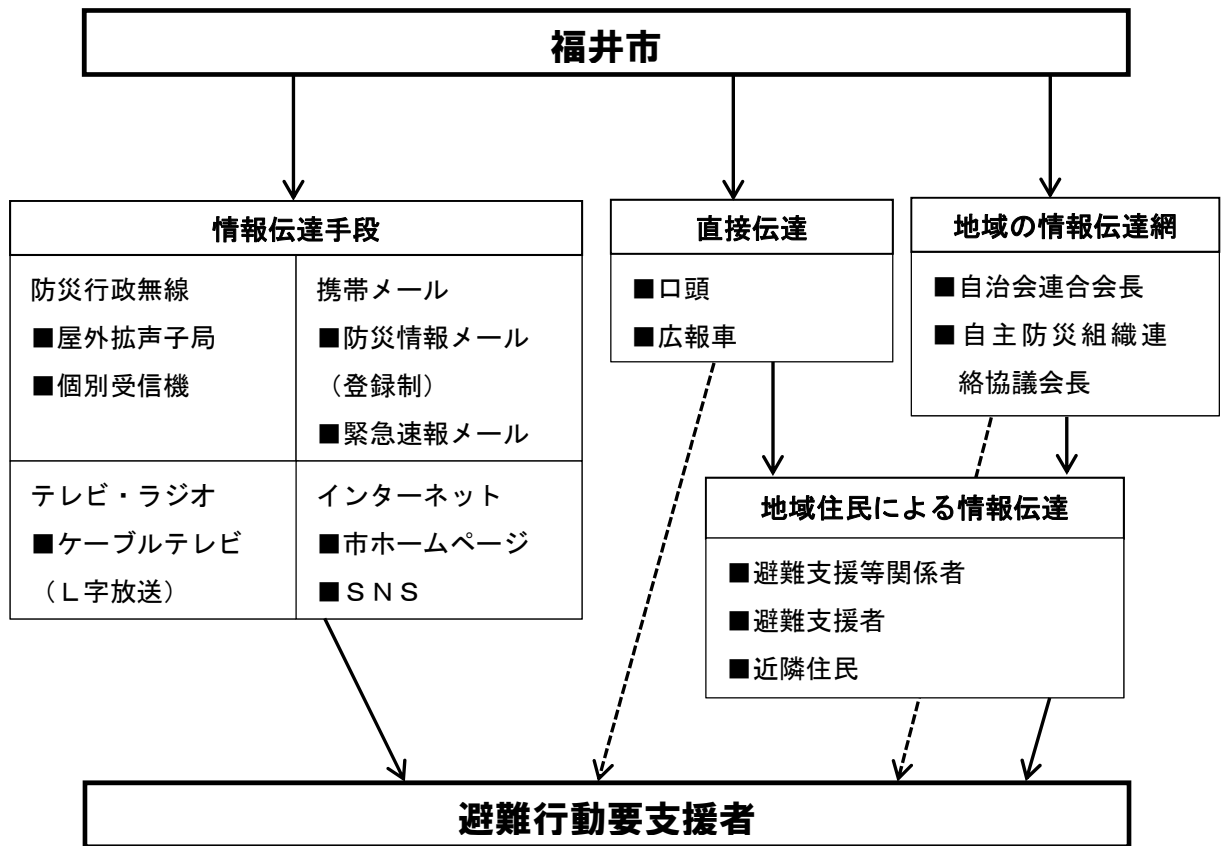 福井市
情報伝達手段
防災行政無線
■屋外拡声子局
■個別受信機
携帯メール
■防災情報メール
（登録制）
■緊急速報メール
テレビ・ラジオ
■ケーブルテレビ
（Ｌ字放送）
インターネット
■市ホームページ
■ＳＮＳ
直接伝達
■口頭
■広報車
地域の情報伝達網
■自治会連合会長
■自主防災組織連
絡協議会長
地域住民による情報伝達
■避難支援等関係者
■避難支援者
■近隣住民
避難行動要支援者